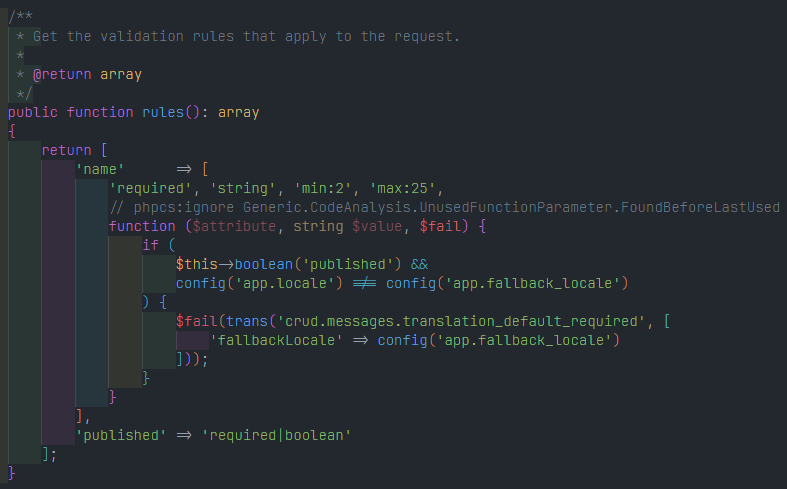 /**
 * Get the validation rules that apply to the request.
 *
 * @return array
 */
public function rules(): array
{
    return [
        'name'      => [
            'required', 'string', 'min:2', 'max:25',
            // phpcs:ignore Generic.CodeAnalysis.UnusedFunctionParameter.FoundBeforeLastUsed
            function ($attribute, string $value, $fail) {
                if (
                    $this->boolean('published') &&
                    config('app.locale') !== config('app.fallback_locale')
                ) {
                    $fail(trans('crud.messages.translation_default_required', [
                        'fallbackLocale' => config('app.fallback_locale')
                    ]));
                }
            }
        ],
        'published' => 'required|boolean'
    ];
}